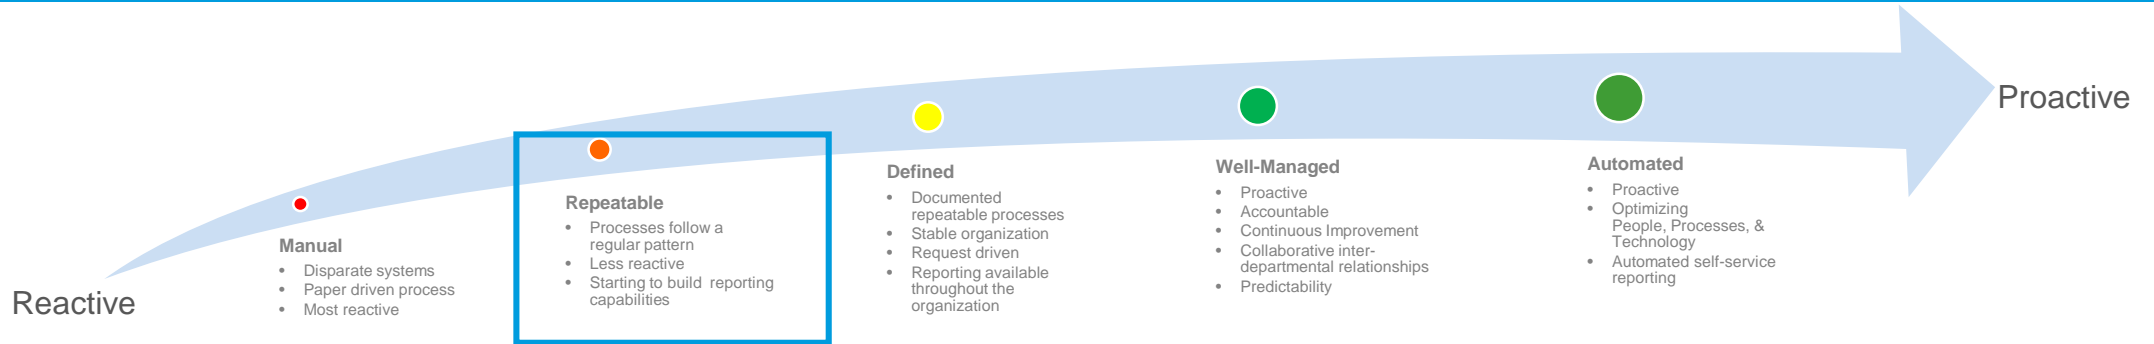 Reactive
Manual
• Disparate systems
• Paper driven process
• Most reactive
Repeatable
• Processes follow a
regular pattern
• Less reactive
• Starting to build reporting
capabilities
Defined
• Documented
repeatable processes
• Stable organization
• Request driven
• Reporting available
throughout the
organization
Well-Managed
• Proactive
• Accountable
• Continuous Improvement
• Collaborative inter-
departmental relationships
• Predictability
Automated
• Proactive
• Optimizing
People, Processes, &
Technology
• Automated self-service
reporting
Proactive